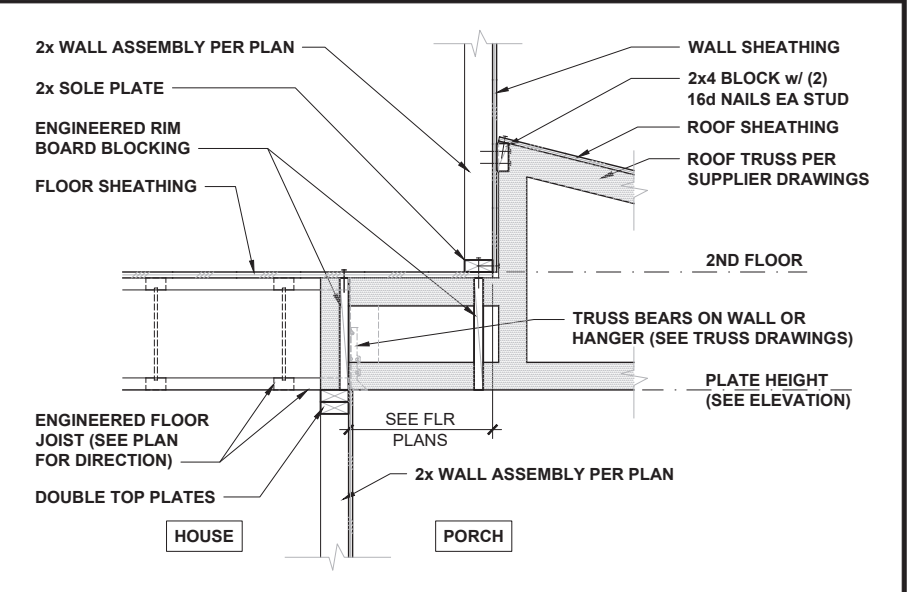 2x WALL ASSEMBLY PER PLAN
2x SOLE PLATE
ENGINEERED RIM
BOARD BLOCKING
FLOOR SHEATHING
WALL SHEATHING
2x4 BLOCK w/ (2)
16d NAILS EA STUD
ROOF SHEATHING
ROOF TRUSS PER
SUPPLIER DRAWINGS
2ND FLOOR
TRUSS BEARS ON WALL OR
HANGER (SEE TRUSS DRAWINGS)
PLATE HEIGHT
(SEE ELEVATION)
ENGINEERED FLOOR
JOIST (SEE PLAN
FOR DIRECTION)
DOUBLE TOP PLATES
SEE FLR
PLANS
2x WALL ASSEMBLY PER PLAN
HOUSE
PORCH